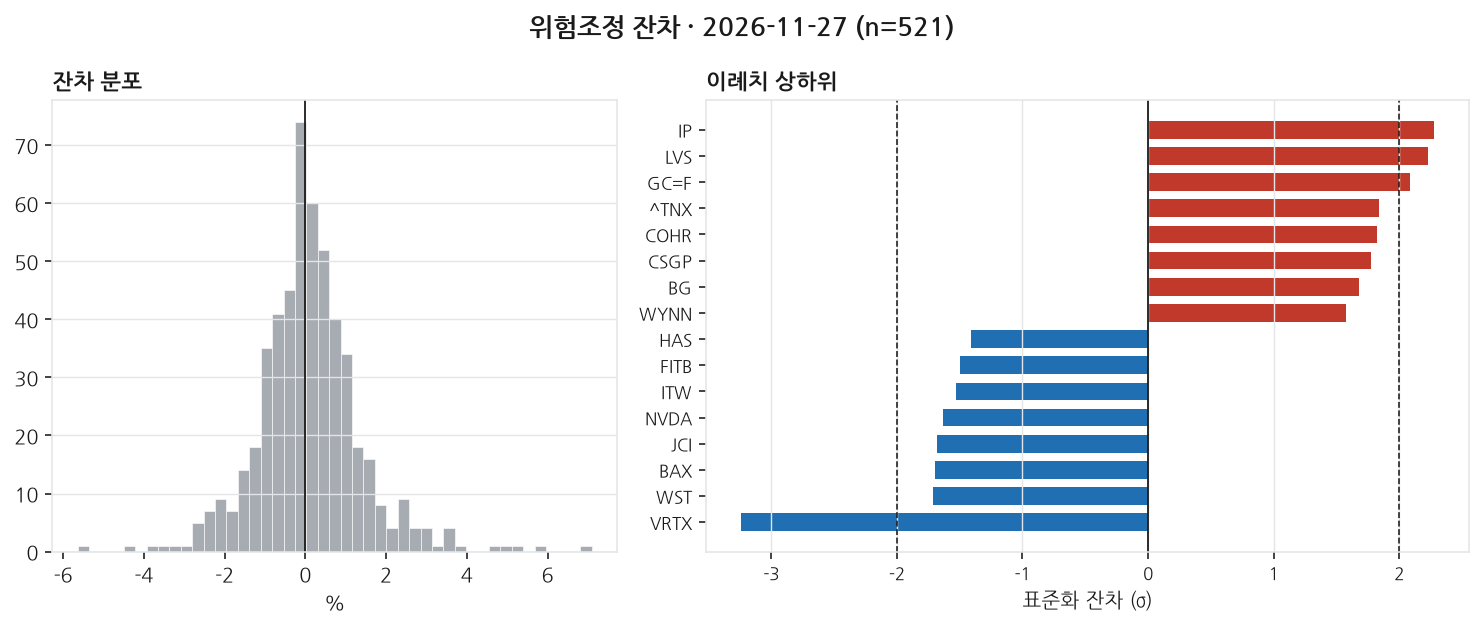 위험조정 잔차 · 2026-11-27 (n=521)
잔차 분포
70
60
50
40
30
20
10
0
-6 -4 -2 0 2 4 6
%
이례치 상하위
IP
LVS
GC=F
^TNX
COHR
CSGP
BG
WYNN
HAS
FITB
ITW
NVDA
JCI
BAX
WST
VRTX
-3 -2 -1 0 1 2
표준화 잔차 (σ)